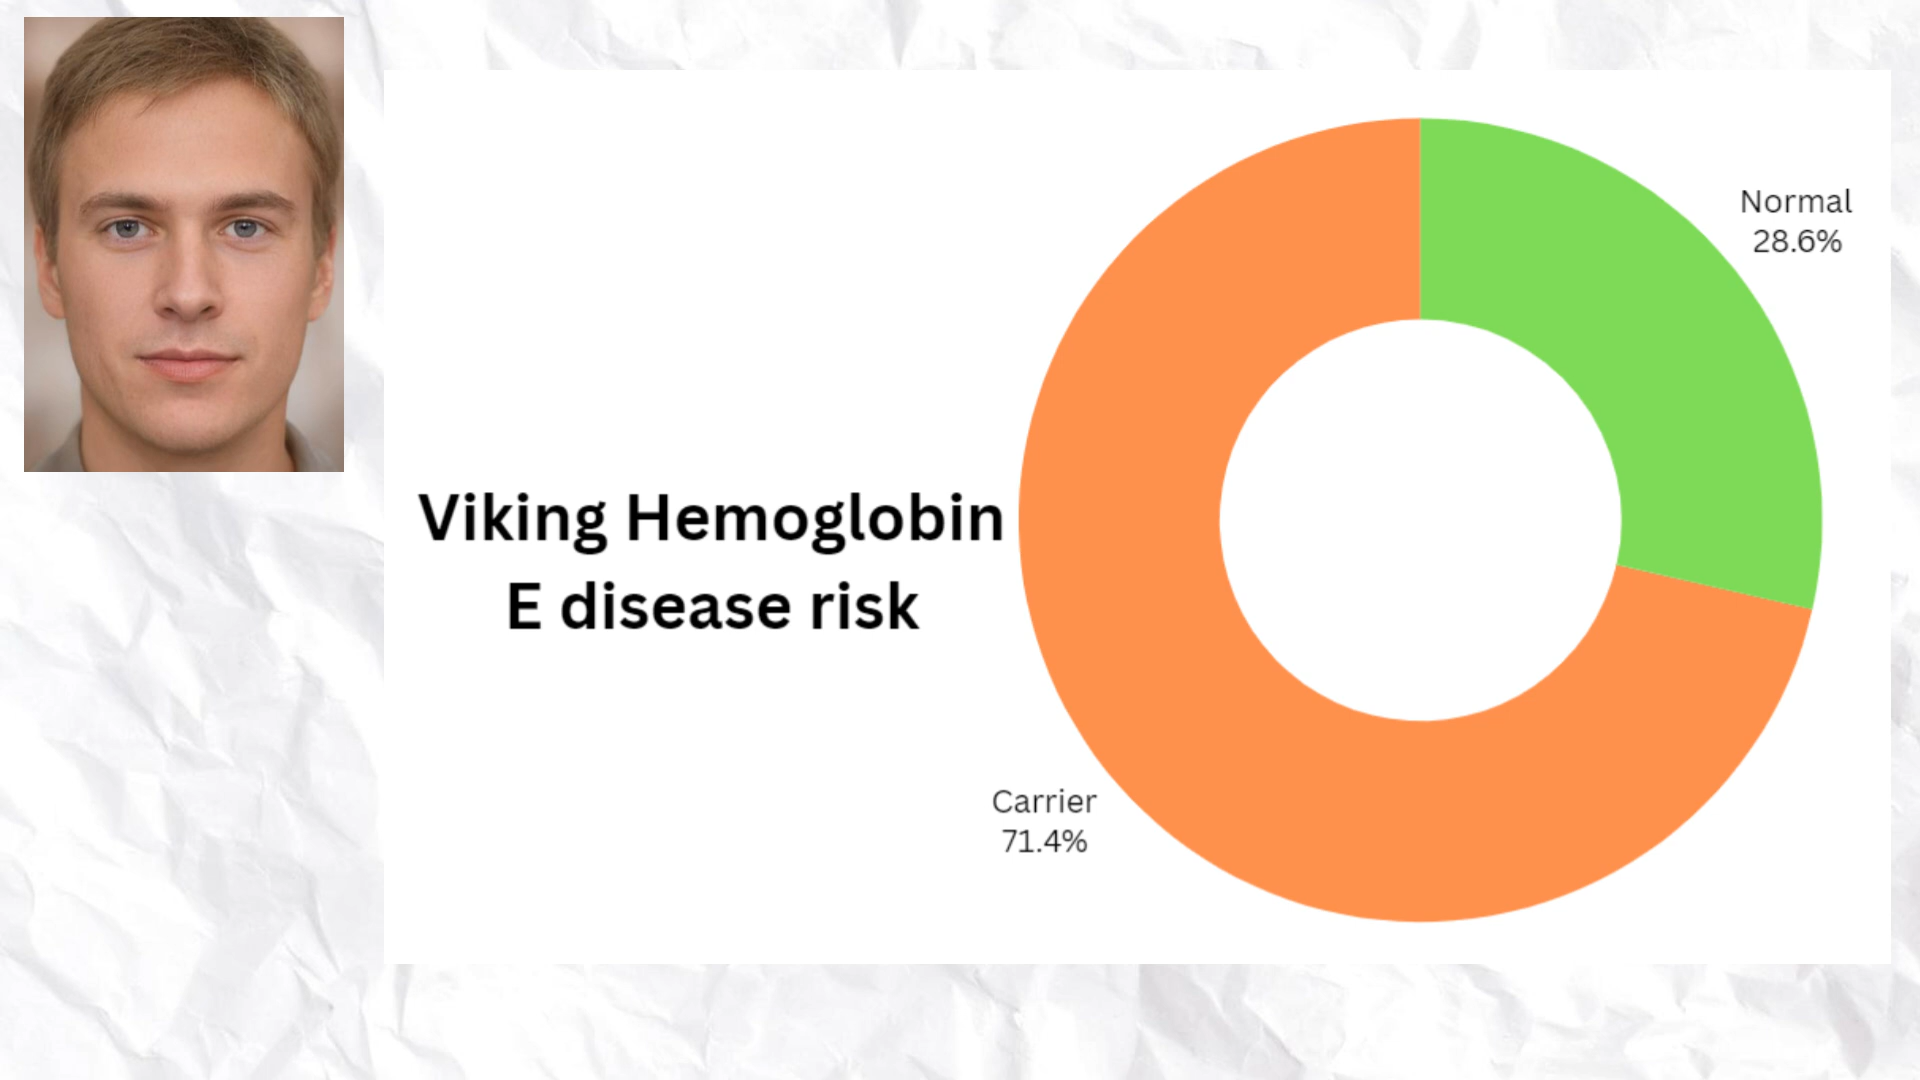 Viking Hemoglobin
E disease risk
Normal
28.6%
Carrier
71.4%